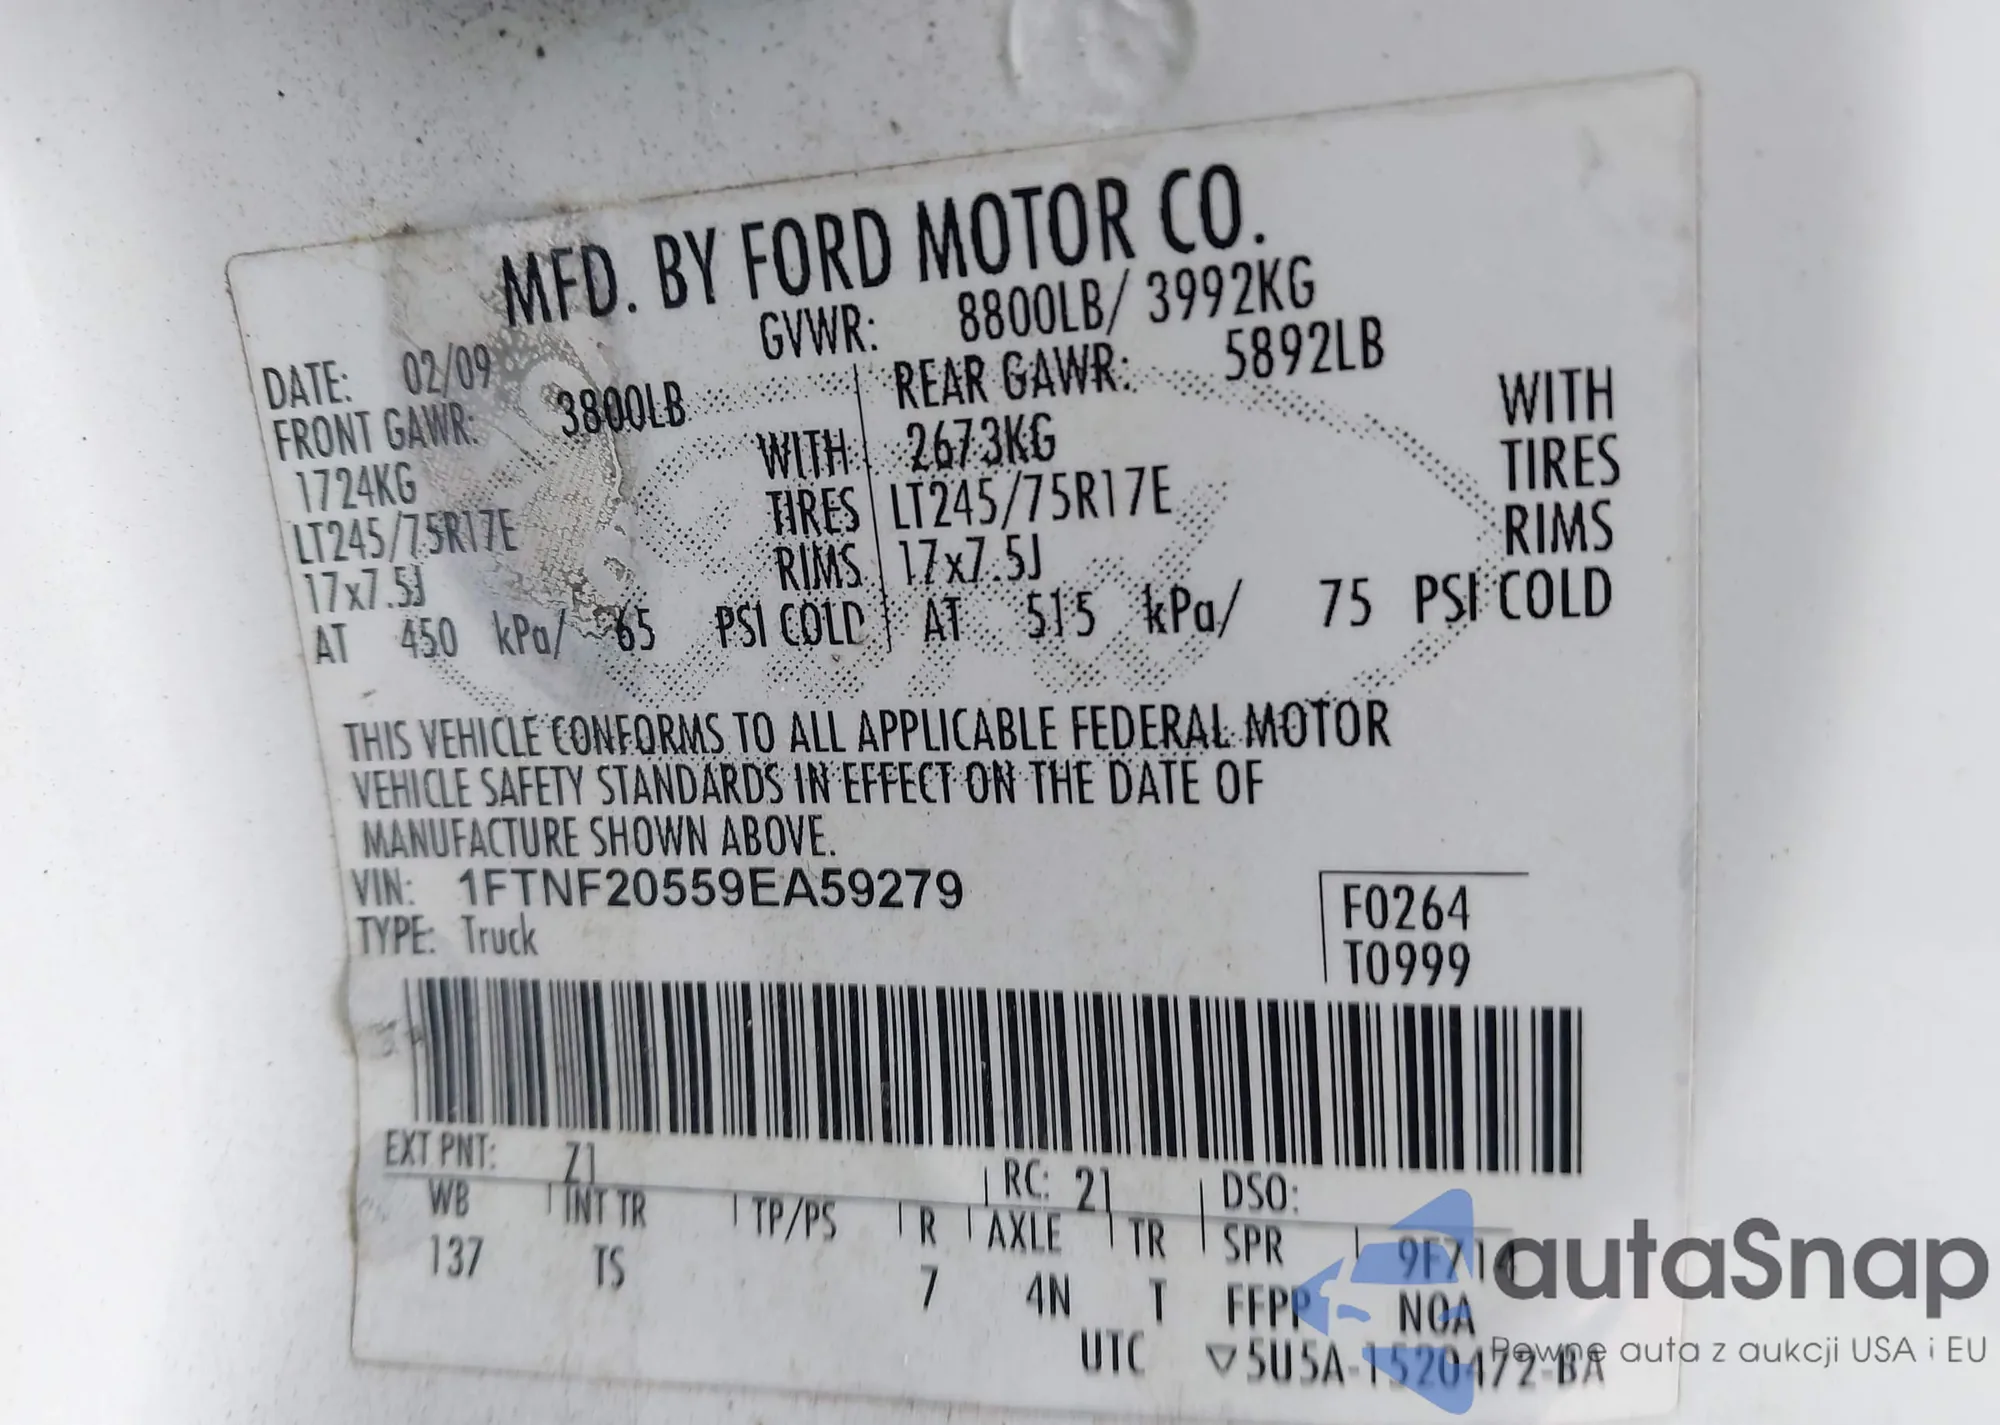 MFD. BY FORD MOTOR CO.
DATE: 02/09 GVWR: 8800LB/ 3992KG
FRONT GAWR: 3800LB REAR GAWR: 5892LB
1724KG WITH 2673KG WITH
LT245/75R17E TIRES LT245/75R17E TIRES
17x7.5J RIMS 17x7.5J RIMS
AT 450 kPa/ 65 PSI COLD AT 515 kPa/ 75 PSI COLD
THIS VEHICLE CONFORMS TO ALL APPLICABLE FEDERAL MOTOR
VEHICLE SAFETY STANDARDS IN EFFECT ON THE DATE OF
MANUFACTURE SHOWN ABOVE.
VIN: 1FTNF20559EA59279 F0264
TYPE: Truck T0999
EXT PNT: Z1 RC: 21 DSO:
WB INT TR TP/PS R AXLE TR SPR 9FZ14
137 TS 7 4N T FFPP NQA
UTC ▽5U5A-1520472-BA
autaSnap
Pewne auta z aukcji USA i EU